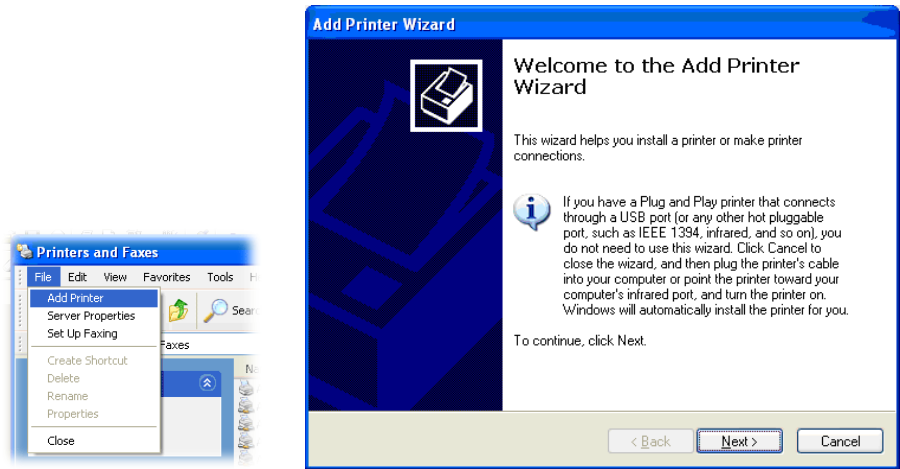 Printers and Faxes
File Edit View Favorites Tools H
Add Printer
Server Properties
Set Up Faxing
Create Shortcut
Delete
Rename
Properties
Close
Sear
Faxes
Na
Add Printer Wizard
Welcome to the Add Printer
Wizard
This wizard helps you install a printer or make printer
connections.
If you have a Plug and Play printer that connects
through a USB port (or any other hot pluggable
port, such as IEEE 1394, infrared, and so on), you
do not need to use this wizard. Click Cancel to
close the wizard, and then plug the printer's cable
into your computer or point the printer toward your
computer's infrared port, and turn the printer on.
Windows will automatically install the printer for you.
To continue, click Next.
< Back Next > Cancel